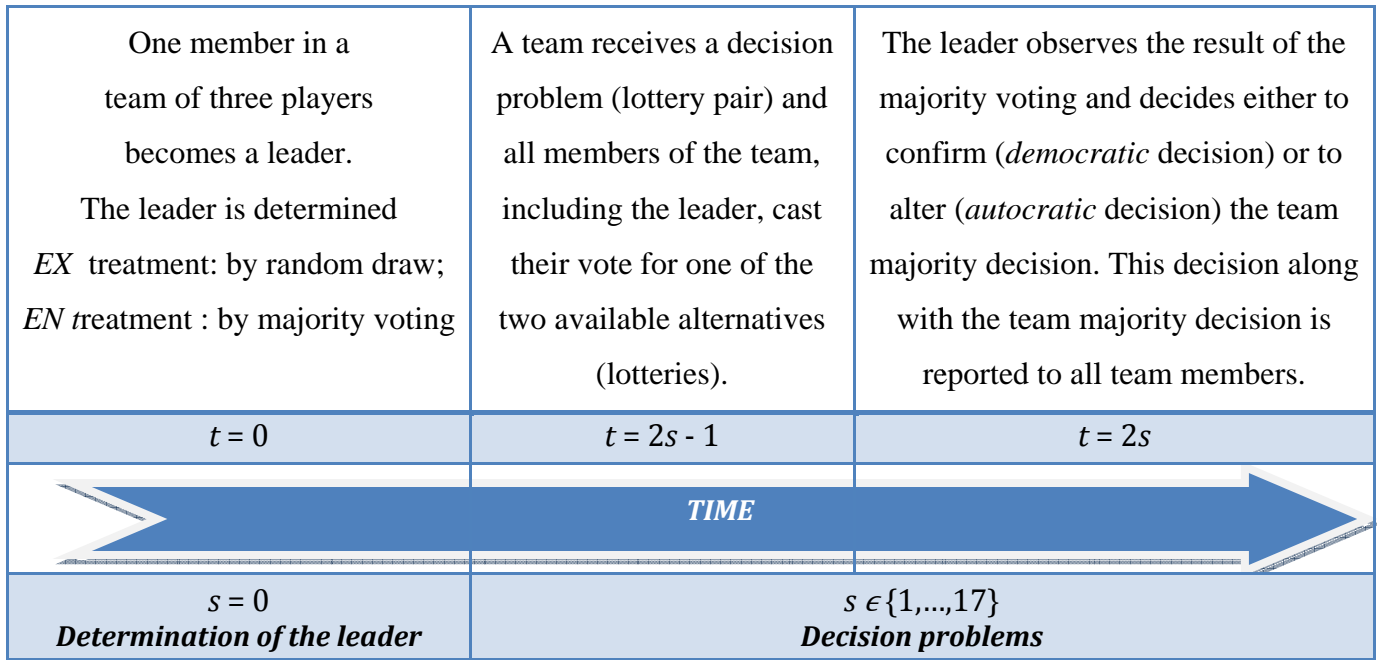 One member in a
team of three players
becomes a leader.
The leader is determined
EX treatment: by random draw;
EN treatment : by majority voting
A team receives a decision
problem (lottery pair) and
all members of the team,
including the leader, cast
their vote for one of the
two available alternatives
(lotteries).
The leader observes the result of the
majority voting and decides either to
confirm (democratic decision) or to
alter (autocratic decision) the team
majority decision. This decision along
with the team majority decision is
reported to all team members.
t = 0
t = 2s - 1
t = 2s
TIME
s = 0
Determination of the leader
s ϵ {1,…,17}
Decision problems